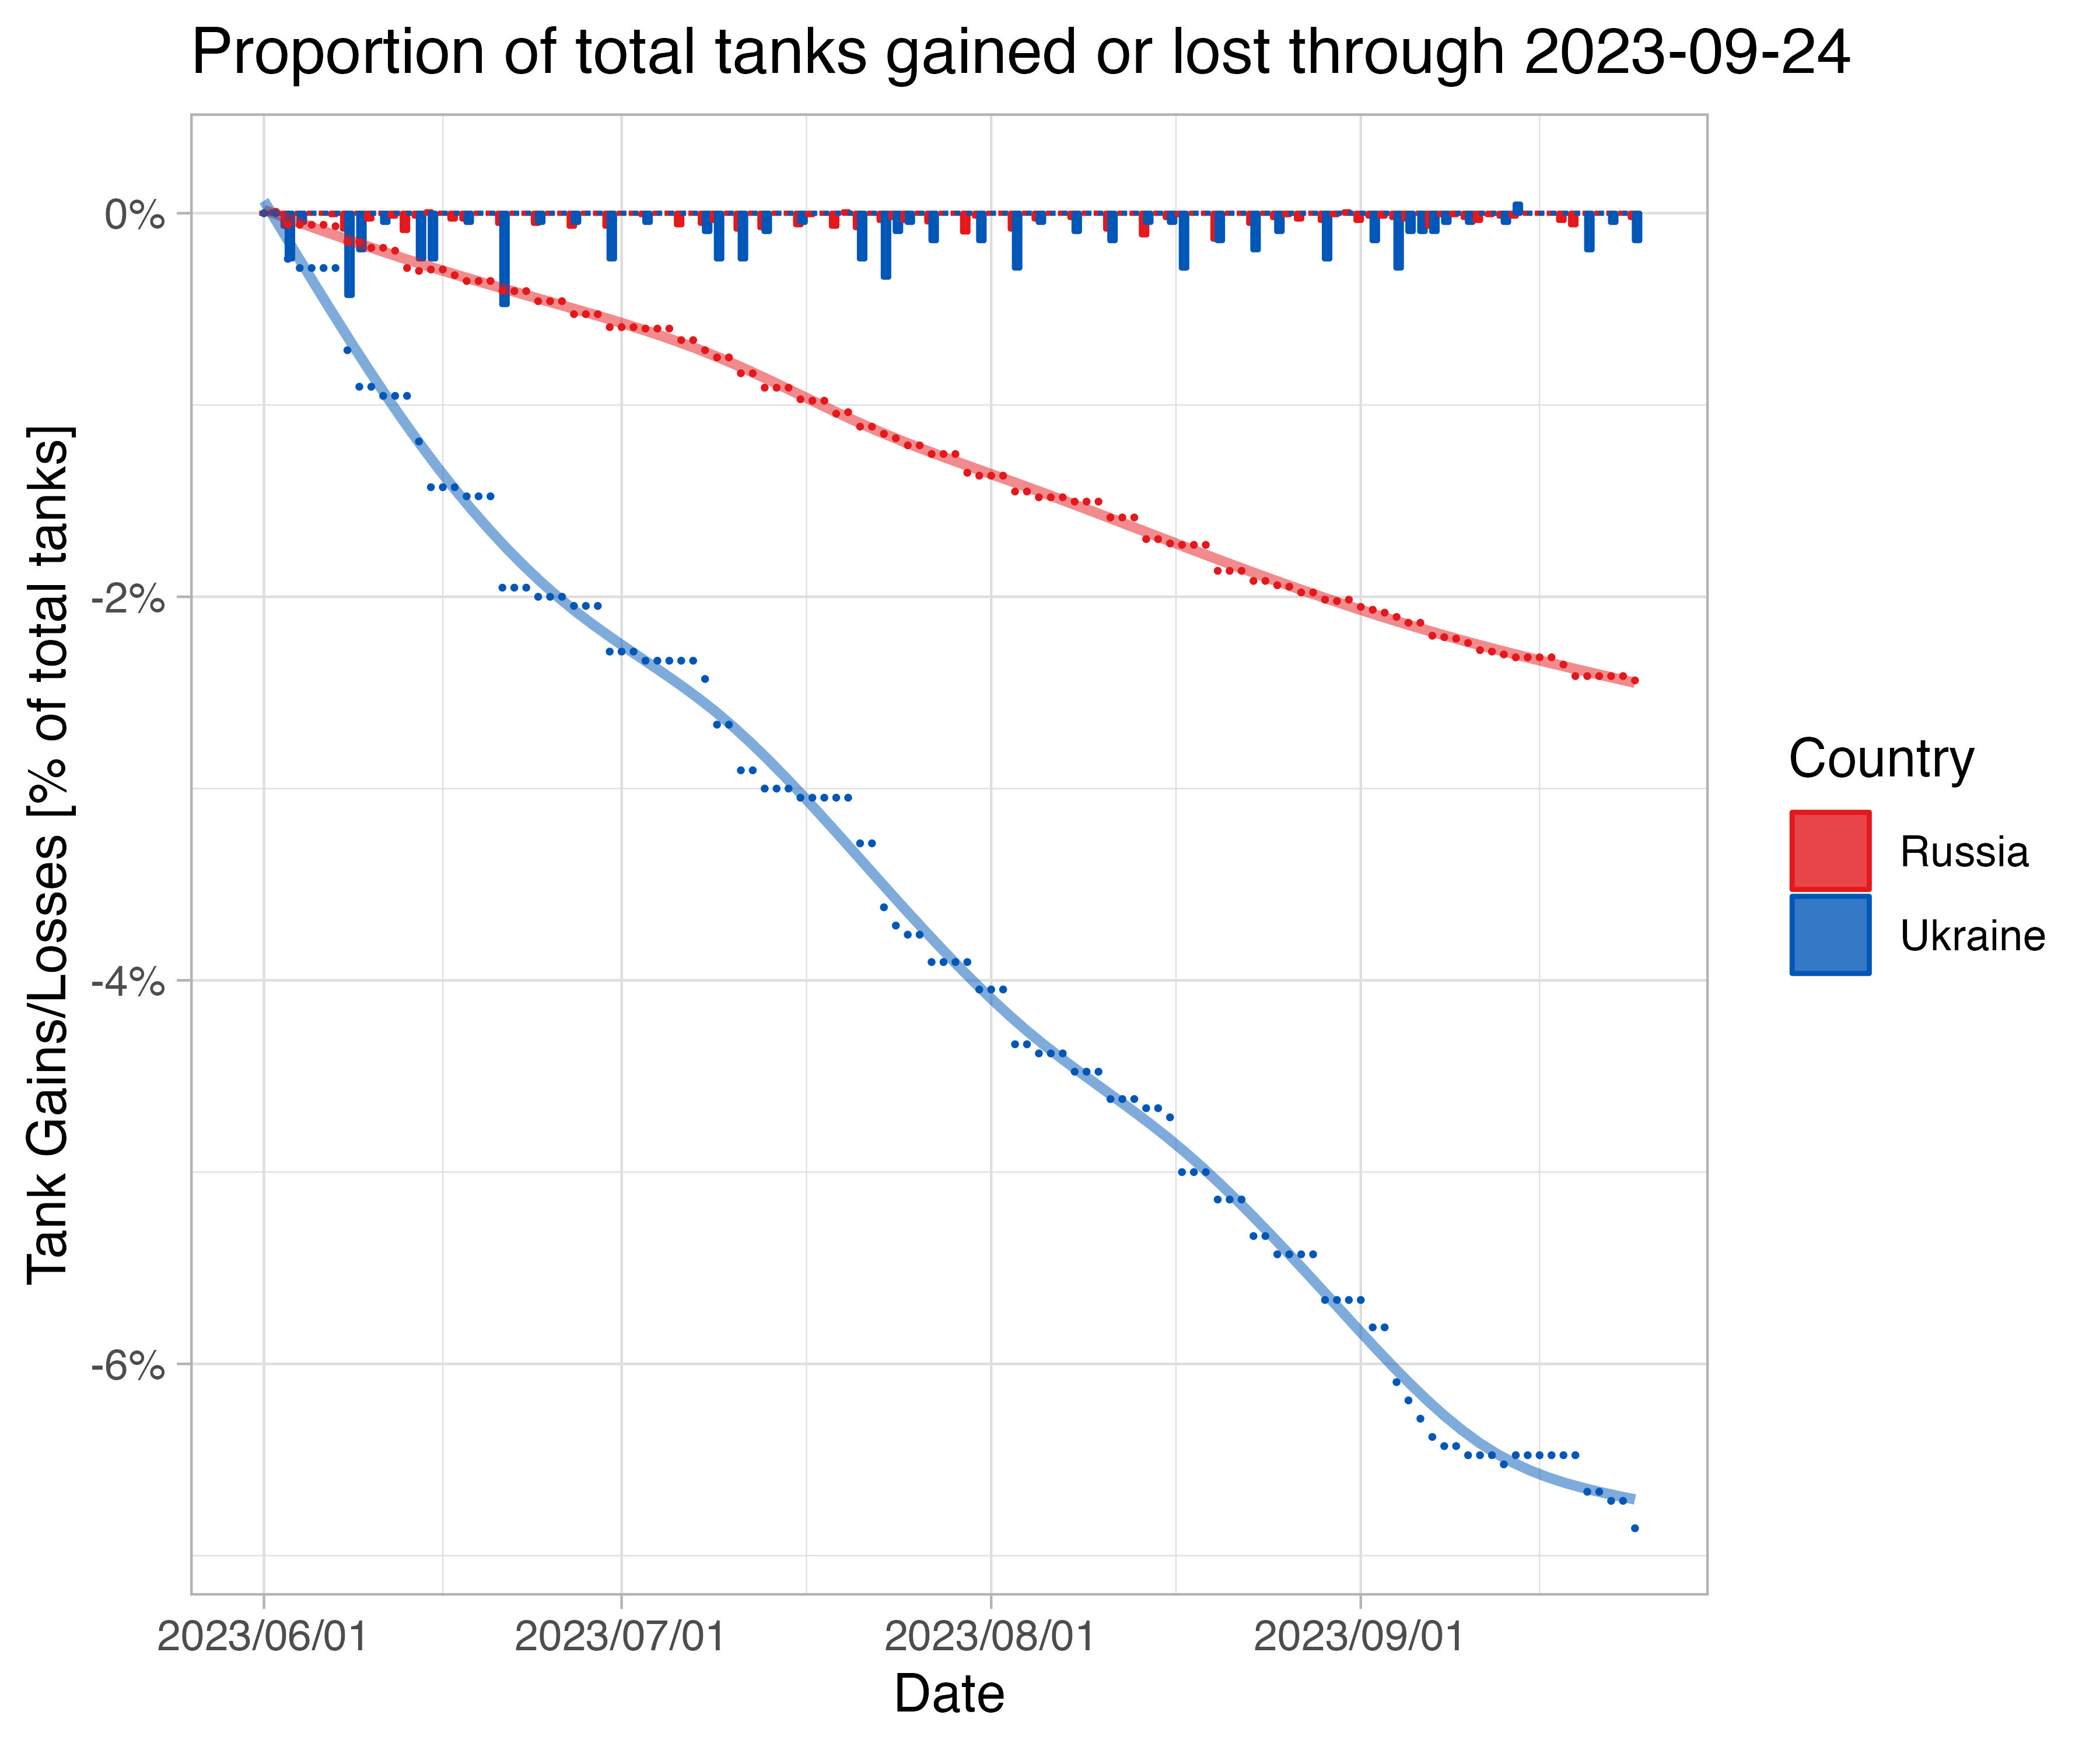 Proportion of total tanks gained or lost through 2023-09-24
Tank Gains/Losses [% of total tanks]
0%
-2%
-4%
-6%
2023/06/01
2023/07/01
2023/08/01
2023/09/01
Date
Country
Russia
Ukraine